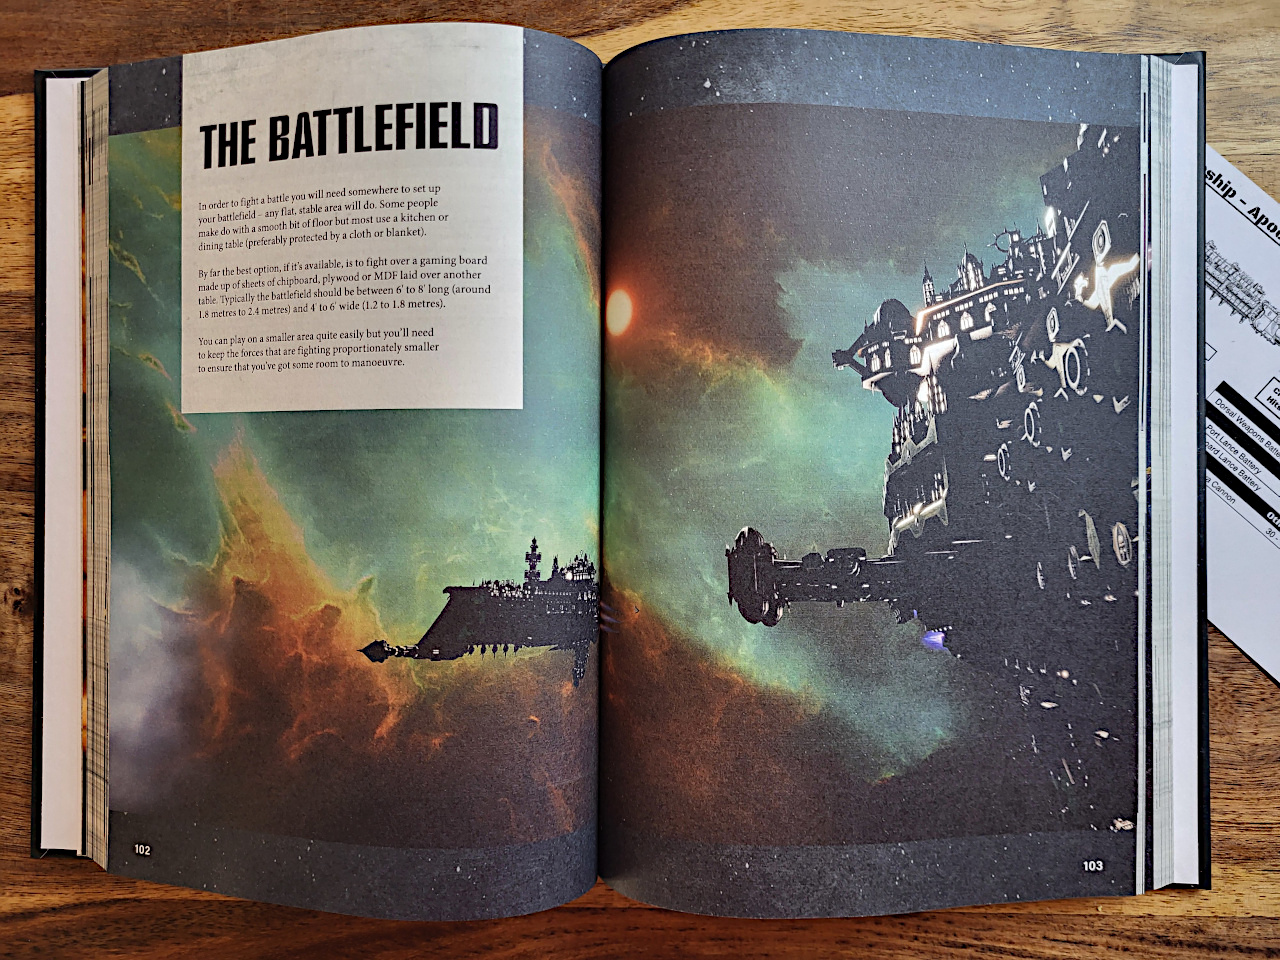 THE BATTLEFIELD
In order to fight a battle you will need somewhere to set up
your battlefield – any flat, stable area will do. Some people
make do with a smooth bit of floor but most use a kitchen or
dining table (preferably protected by a cloth or blanket).
By far the best option, if it's available, is to fight over a gaming board
made up of sheets of chipboard, plywood or MDF laid over another
table. Typically the battlefield should be between 6' to 8' long (around
1.8 metres to 2.4 metres) and 4' to 6' wide (1.2 to 1.8 metres).
You can play on a smaller area quite easily but you'll need
to keep the forces that are fighting proportionately smaller
to ensure that you've got some room to manoeuvre.
102
103
ship – Apoc
Dorsal Weapons Batte
Port Lance Battery
oard Lance Battery
a Cannon
30 -